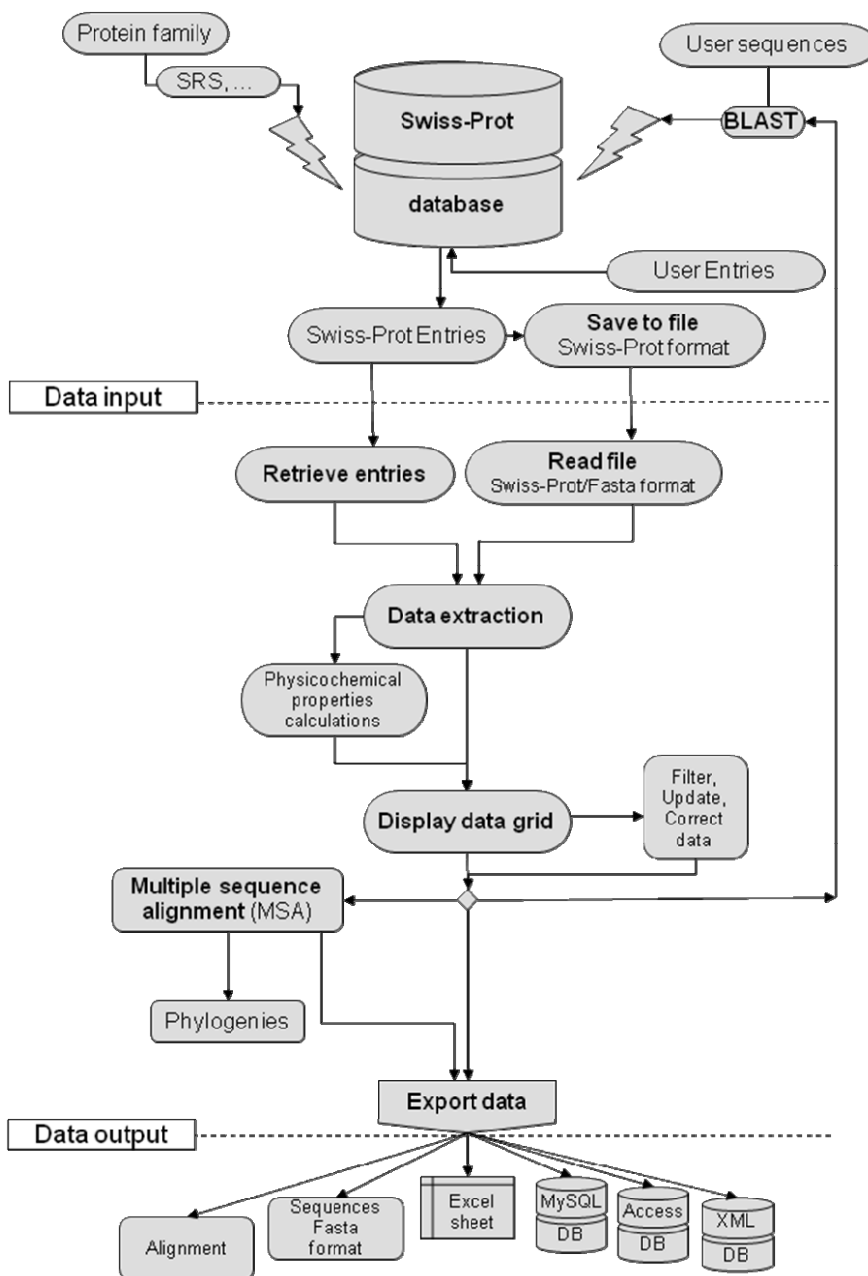 Protein family
User sequences
SRS, ...
Swiss-Prot
BLAST
database
User Entries
Swiss-Prot Entries
Save to file
Swiss-Prot format
Data input
Retrieve entries
Read file
Swiss-Prot/Fasta format
Data extraction
Physicochemical
properties
calculations
Filter,
Update,
Correct
data
Display data grid
Multiple sequence
alignment (MSA)
Phylogenies
Export data
Data output
Alignment
Sequences
Fasta
format
Excel
sheet
MySQL
DB
Access
DB
XML
DB